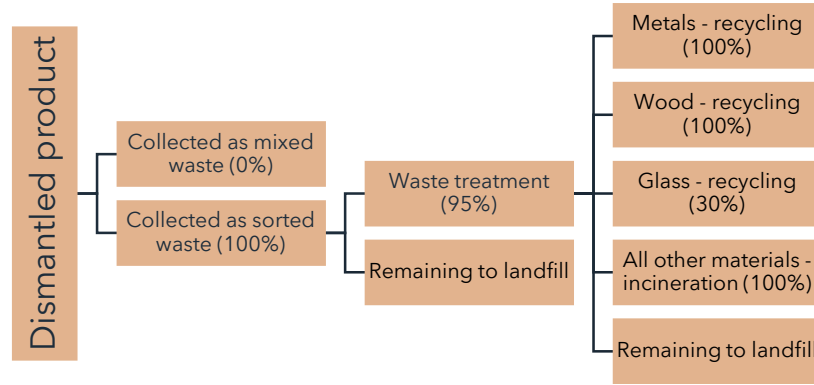 Dismantled product
Collected as mixed
waste (0%)
Collected as sorted
waste (100%)
Waste treatment
(95%)
Remaining to landfill
Metals - recycling
(100%)
Wood - recycling
(100%)
Glass - recycling
(30%)
All other materials -
incineration (100%)
Remaining to landfill